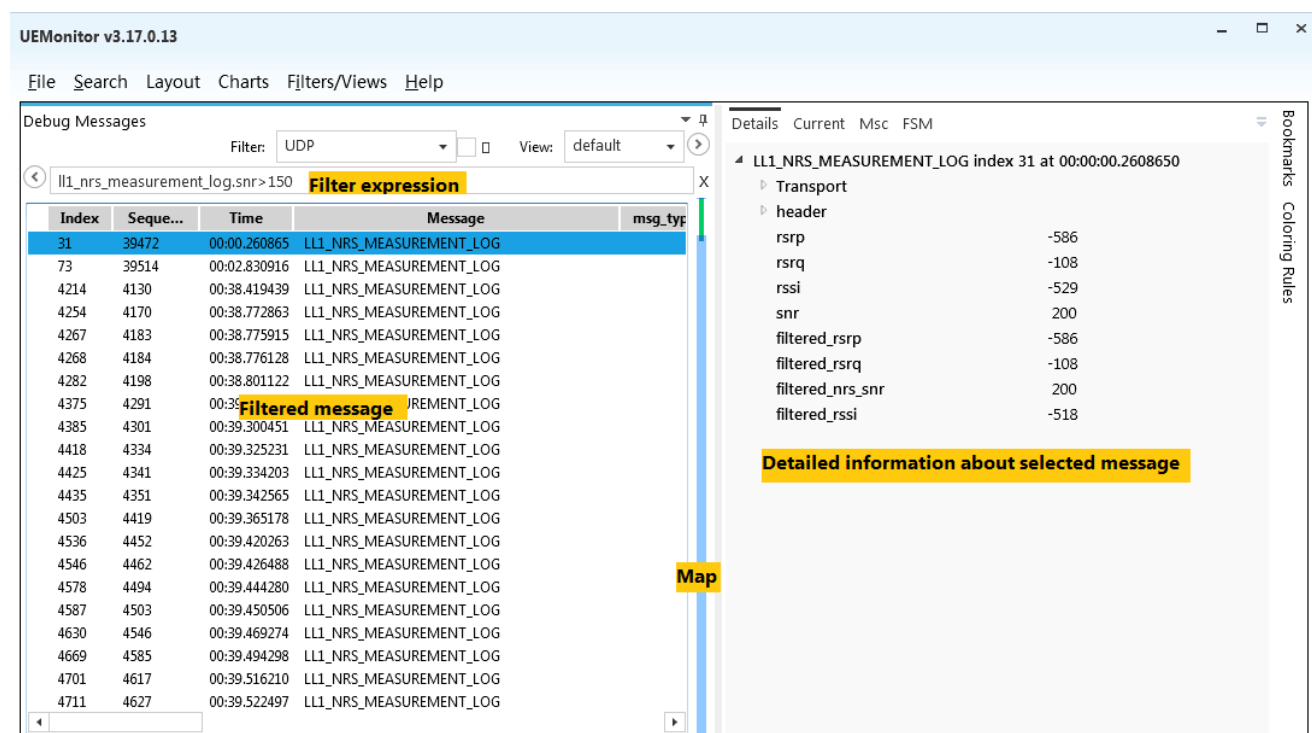 UEMonitor v3.17.0.13
File Search Layout Charts Filters/Views Help
Debug Messages
Filter: UDP View: default
ll1_nrs_measurement_log.snr>150 Filter expression X
Index Seque... Time Message msg_typ
31 39472 00:00.260865 LL1_NRS_MEASUREMENT_LOG
73 39514 00:02.830916 LL1_NRS_MEASUREMENT_LOG
4214 4130 00:38.419439 LL1_NRS_MEASUREMENT_LOG
4254 4170 00:38.772863 LL1_NRS_MEASUREMENT_LOG
4267 4183 00:38.775915 LL1_NRS_MEASUREMENT_LOG
4268 4184 00:38.776128 LL1_NRS_MEASUREMENT_LOG
4282 4198 00:38.801122 LL1_NRS_MEASUREMENT_LOG
4375 4291 00:39 Filtered message UREMENT_LOG
4385 4301 00:39.300451 LL1_NRS_MEASUREMENT_LOG
4418 4334 00:39.325231 LL1_NRS_MEASUREMENT_LOG
4425 4341 00:39.334203 LL1_NRS_MEASUREMENT_LOG
4435 4351 00:39.342565 LL1_NRS_MEASUREMENT_LOG
4503 4419 00:39.365178 LL1_NRS_MEASUREMENT_LOG
4536 4452 00:39.420263 LL1_NRS_MEASUREMENT_LOG
4546 4462 00:39.426488 LL1_NRS_MEASUREMENT_LOG
4578 4494 00:39.444280 LL1_NRS_MEASUREMENT_LOG
4587 4503 00:39.450506 LL1_NRS_MEASUREMENT_LOG
4630 4546 00:39.469274 LL1_NRS_MEASUREMENT_LOG
4669 4585 00:39.494298 LL1_NRS_MEASUREMENT_LOG
4701 4617 00:39.516210 LL1_NRS_MEASUREMENT_LOG
4711 4627 00:39.522497 LL1_NRS_MEASUREMENT_LOG
Map
Details Current Msc FSM
LL1_NRS_MEASUREMENT_LOG index 31 at 00:00:00.2608650
Transport
header
rsrp -586
rsrq -108
rssi -529
snr 200
filtered_rsrp -586
filtered_rsrq -108
filtered_nrs_snr 200
filtered_rssi -518
Detailed information about selected message
Bookmarks Coloring Rules